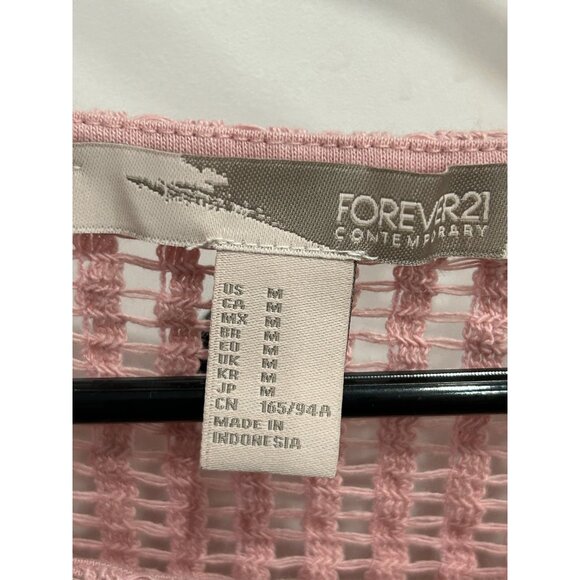 FOREVER21
CONTEMPORARY
US M
CA M
MX M
BR M
EU M
UK M
KR M
JP M
CN 165/94A
MADE IN
INDONESIA